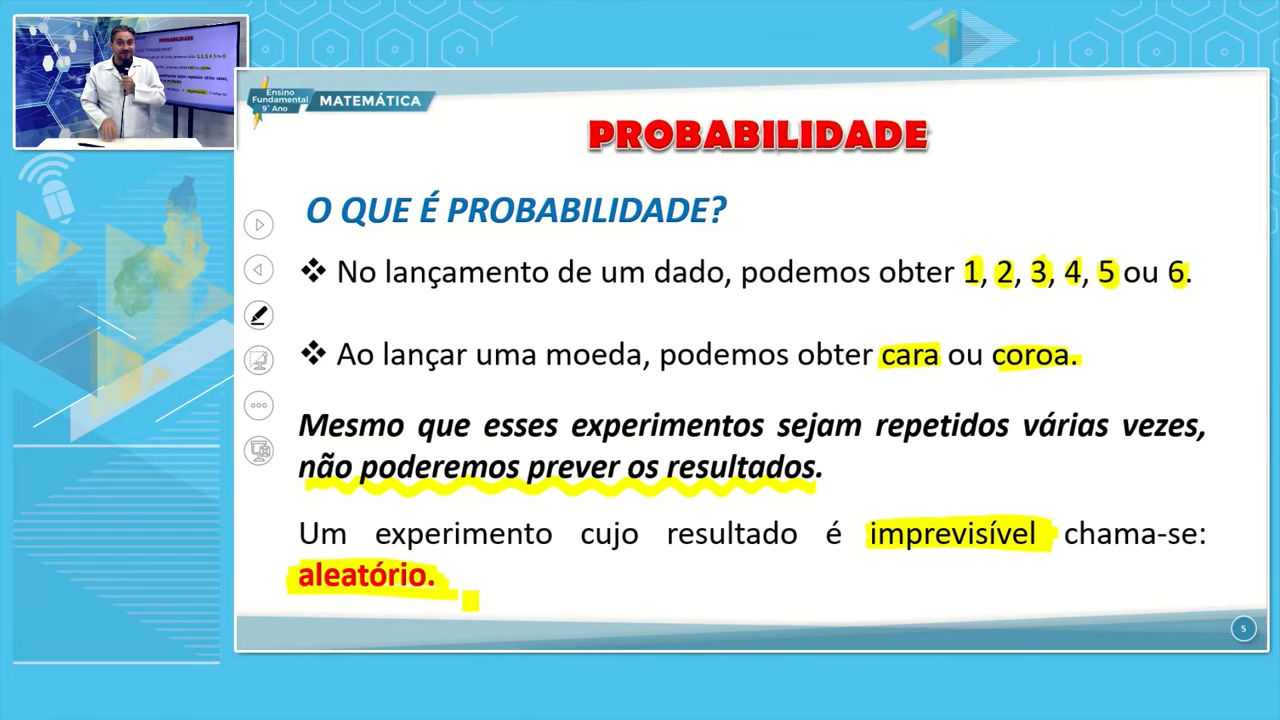 PROBABILIDADE
Ensino
Fundamental
9° Ano
MATEMÁTICA
PROBABILIDADE
O QUE É PROBABILIDADE?
❖ No lançamento de um dado, podemos obter 1, 2, 3, 4, 5 ou 6.
❖ Ao lançar uma moeda, podemos obter cara ou coroa.
Mesmo que esses experimentos sejam repetidos várias vezes,
não poderemos prever os resultados.
Um experimento cujo resultado é imprevisível chama-se:
aleatório.
5